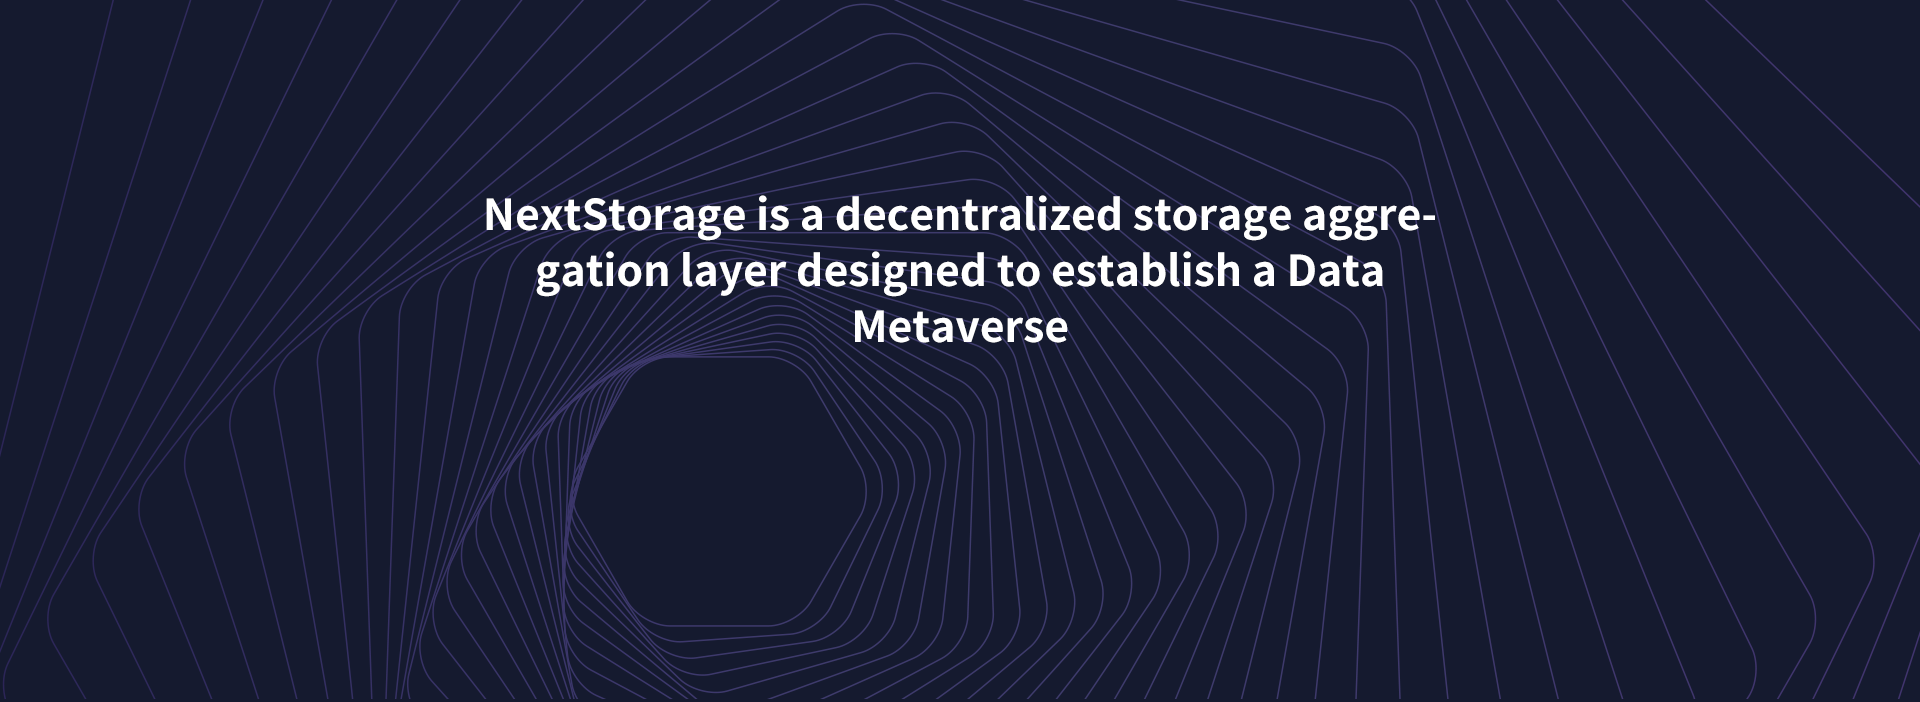 NextStorage is a decentralized storage aggre-
gation layer designed to establish a Data
Metaverse